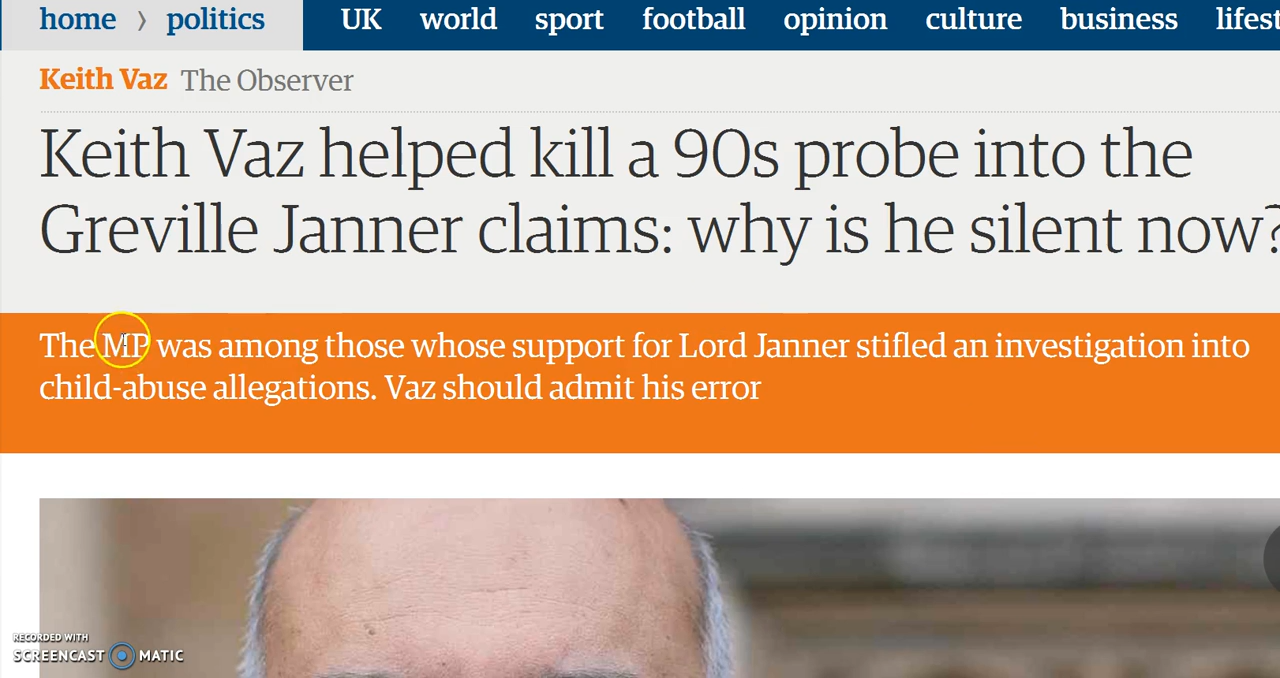 home › politics UK world sport football opinion culture business lifest
Keith Vaz The Observer
Keith Vaz helped kill a 90s probe into the
Greville Janner claims: why is he silent now?
The MP was among those whose support for Lord Janner stifled an investigation into
child-abuse allegations. Vaz should admit his error
RECORDED WITH
SCREENCAST MATIC